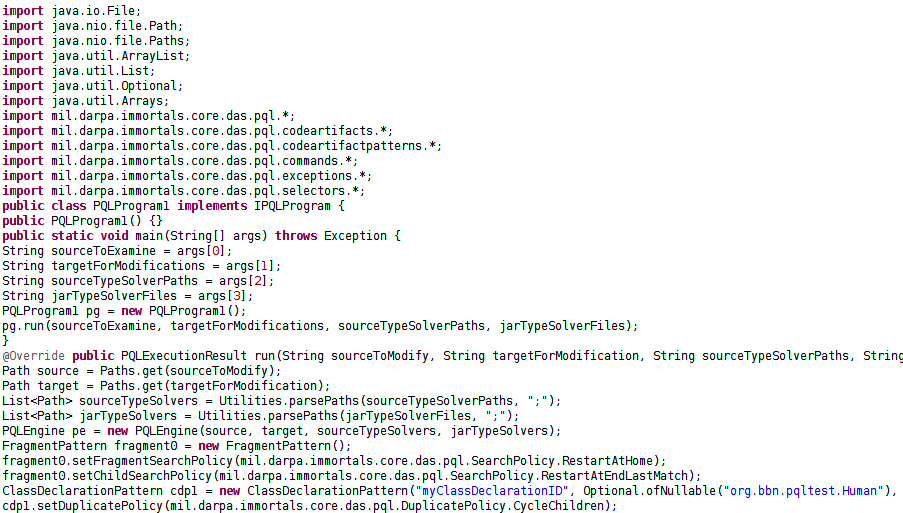 import java.io.File;
import java.nio.file.Path;
import java.nio.file.Paths;
import java.util.ArrayList;
import java.util.List;
import java.util.Optional;
import java.util.Arrays;
import mil.darpa.immortals.core.das.pql.*;
import mil.darpa.immortals.core.das.pql.codeartifacts.*;
import mil.darpa.immortals.core.das.pql.codeartifactpatterns.*;
import mil.darpa.immortals.core.das.pql.commands.*;
import mil.darpa.immortals.core.das.pql.exceptions.*;
import mil.darpa.immortals.core.das.pql.selectors.*;
public class PQLProgram1 implements IPQLProgram {
public PQLProgram1() {}
public static void main(String[] args) throws Exception {
String sourceToExamine = args[0];
String targetForModifications = args[1];
String sourceTypeSolverPaths = args[2];
String jarTypeSolverFiles = args[3];
PQLProgram1 pg = new PQLProgram1();
pg.run(sourceToExamine, targetForModifications, sourceTypeSolverPaths, jarTypeSolverFiles);
}
@Override public PQLExecutionResult run(String sourceToModify, String targetForModification, String sourceTypeSolverPaths, String
Path source = Paths.get(sourceToModify);
Path target = Paths.get(targetForModification);
List<Path> sourceTypeSolvers = Utilities.parsePaths(sourceTypeSolverPaths, ";");
List<Path> jarTypeSolvers = Utilities.parsePaths(jarTypeSolverFiles, ";");
PQLEngine pe = new PQLEngine(source, target, sourceTypeSolvers, jarTypeSolvers);
FragmentPattern fragment0 = new FragmentPattern();
fragment0.setFragmentSearchPolicy(mil.darpa.immortals.core.das.pql.SearchPolicy.RestartAtHome);
fragment0.setChildSearchPolicy(mil.darpa.immortals.core.das.pql.SearchPolicy.RestartAtEndLastMatch);
ClassDeclarationPattern cdp1 = new ClassDeclarationPattern("myClassDeclarationID", Optional.ofNullable("org.bbn.pqltest.Human"),
cdp1.setDuplicatePolicy(mil.darpa.immortals.core.das.pql.DuplicatePolicy.CycleChildren);